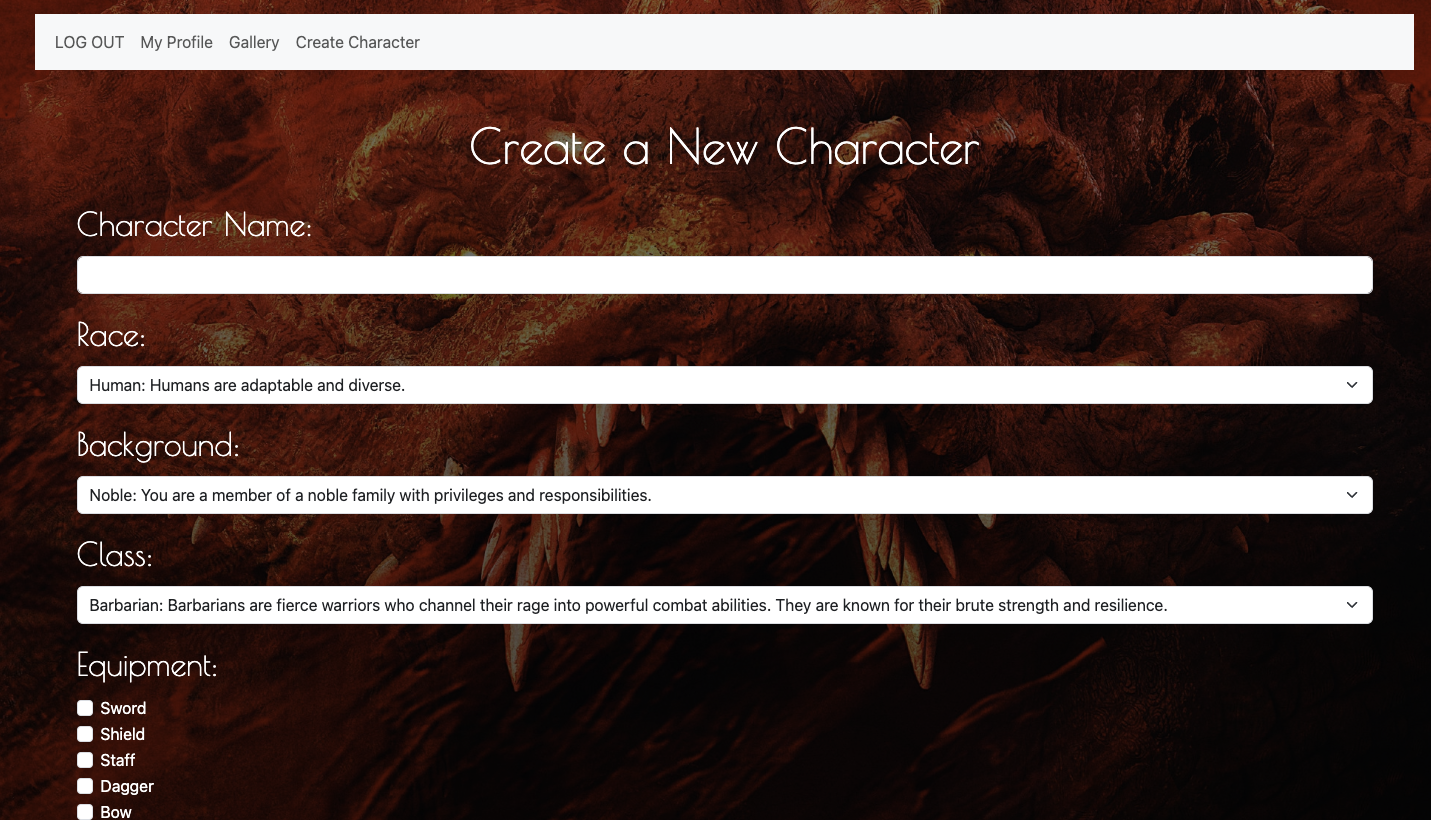 LOG OUT My Profile Gallery Create Character
Create a New Character
Character Name:
Race:
Human: Humans are adaptable and diverse.
Background:
Noble: You are a member of a noble family with privileges and responsibilities.
Class:
Barbarian: Barbarians are fierce warriors who channel their rage into powerful combat abilities. They are known for their brute strength and resilience.
Equipment:
Sword
Shield
Staff
Dagger
Bow